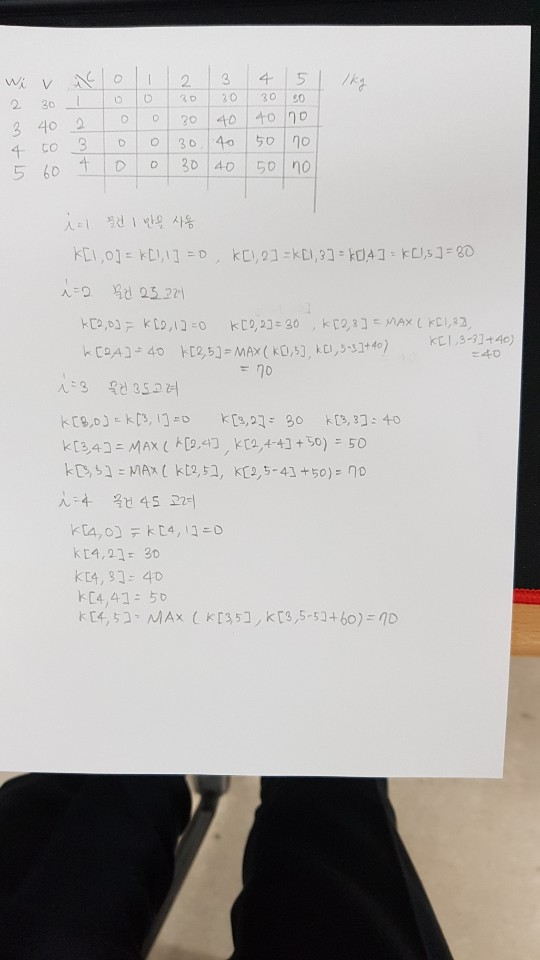 Wi V i\C 0 1 2 3 4 5 /kg
2 30 1 0 0 30 30 30 30
3 40 2 0 0 30 40 40 70
4 50 3 0 0 30 40 50 70
5 60 4 0 0 30 40 50 70
i=1 물건 1 만을 사용
K[1,0]=K[1,1]=0, K[1,2]=K[1,3]=K[1,4]=K[1,5]=30
i=2 물건 2도 고려
K[2,0]=K[2,1]=0 K[2,2]=30, K[2,3]=MAX(K[1,3],
K[1,3-3]+40)
K[2,4]=40 K[2,5]=MAX(K[1,5], K[1,5-3]+40)
=40
=70
i=3 물건 3도 고려
K[3,0]=K[3,1]=0 K[3,2]=30 K[3,3]=40
K[3,4]=MAX(K[2,4], K[2,4-4]+50)=50
K[3,5]=MAX(K[2,5], K[2,5-4]+50)=70
i=4 물건 4도 고려
K[4,0]=K[4,1]=0
K[4,2]=30
K[4,3]=40
K[4,4]=50
K[4,5]=MAX(K[3,5], K[3,5-5]+60)=70